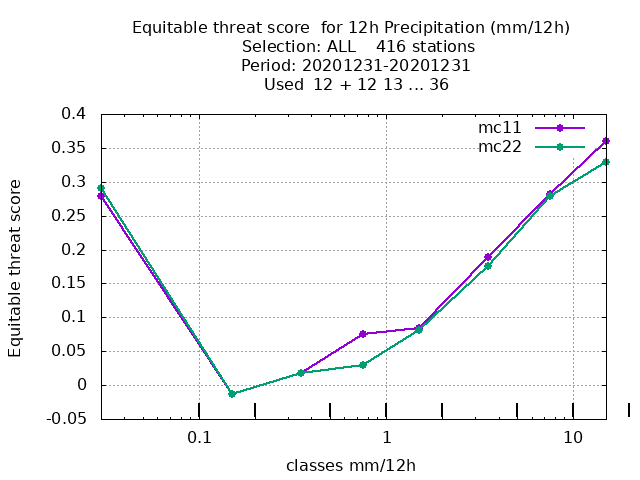 Equitable threat score  for 12h Precipitation (mm/12h)
Selection: ALL    416 stations
Period: 20201231-20201231
Used  12 + 12 13 ... 36
mc11
mc22
0.4
0.35
0.3
0.25
0.2
0.15
0.1
0.05
0
-0.05
Equitable threat score
0.1
1
10
classes mm/12h